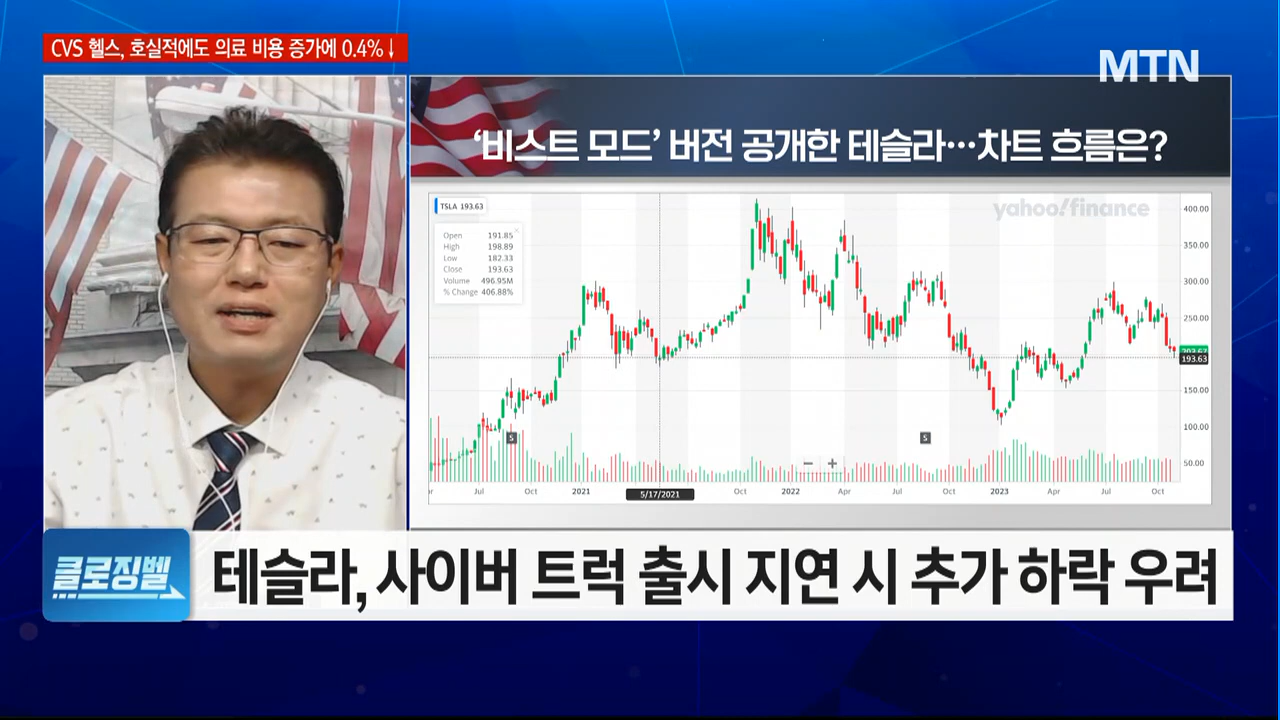 CVS 헬스, 호실적에도 의료 비용 증가에 0.4%↓
MTN
‘비스트 모드’ 버전 공개한 테슬라…차트 흐름은?
TSLA 193.63
yahoo!finance
Open 191.85
High 198.89
Low 182.33
Close 193.63
Volume 496.95M
% Change 406.88%
400.00
350.00
300.00
250.00
193.63
150.00
100.00
50.00
S
S
− +
Jul Oct 2021 5/17/2021 Oct 2022 Apr Jul Oct 2023 Apr Jul Oct
클로징벨
테슬라, 사이버 트럭 출시 지연 시 추가 하락 우려